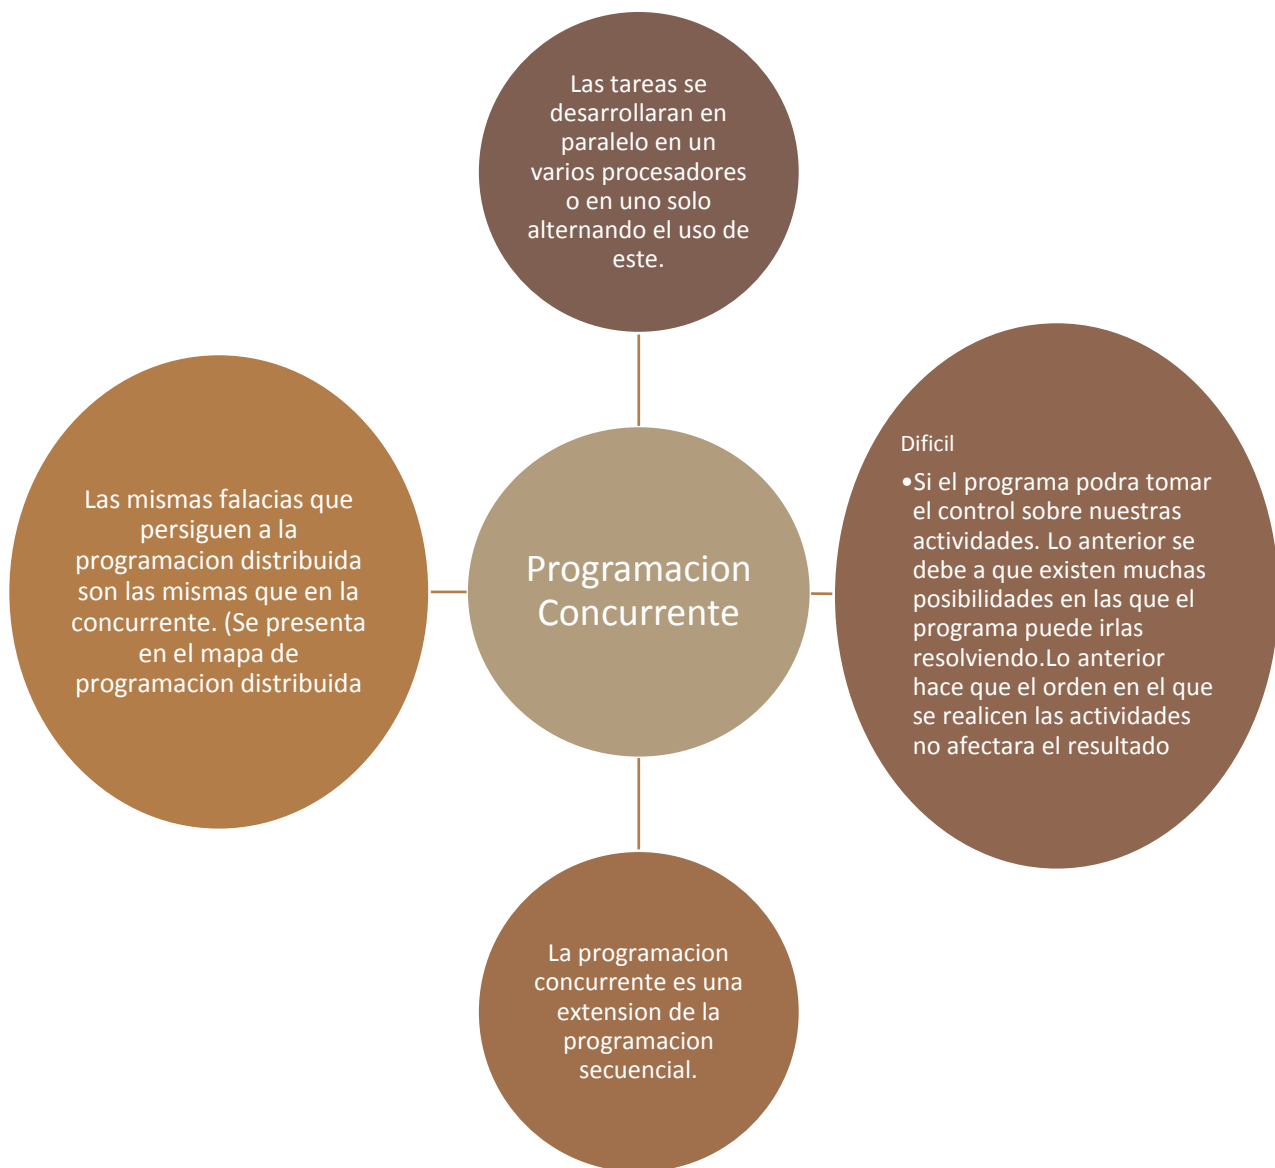 Las tareas se
desarrollaran en
paralelo en un
varios procesadores
o en uno solo
alternando el uso de
este.
Las mismas falacias que
persiguen a la
programacion distribuida
son las mismas que en la
concurrente. (Se presenta
en el mapa de
programacion distribuida
Programacion
Concurrente
Dificil
•Si el programa podra tomar
el control sobre nuestras
actividades. Lo anterior se
debe a que existen muchas
posibilidades en las que el
programa puede irlas
resolviendo.Lo anterior
hace que el orden en el que
se realicen las actividades
no afectara el resultado
La programacion
concurrente es una
extension de la
programacion
secuencial.